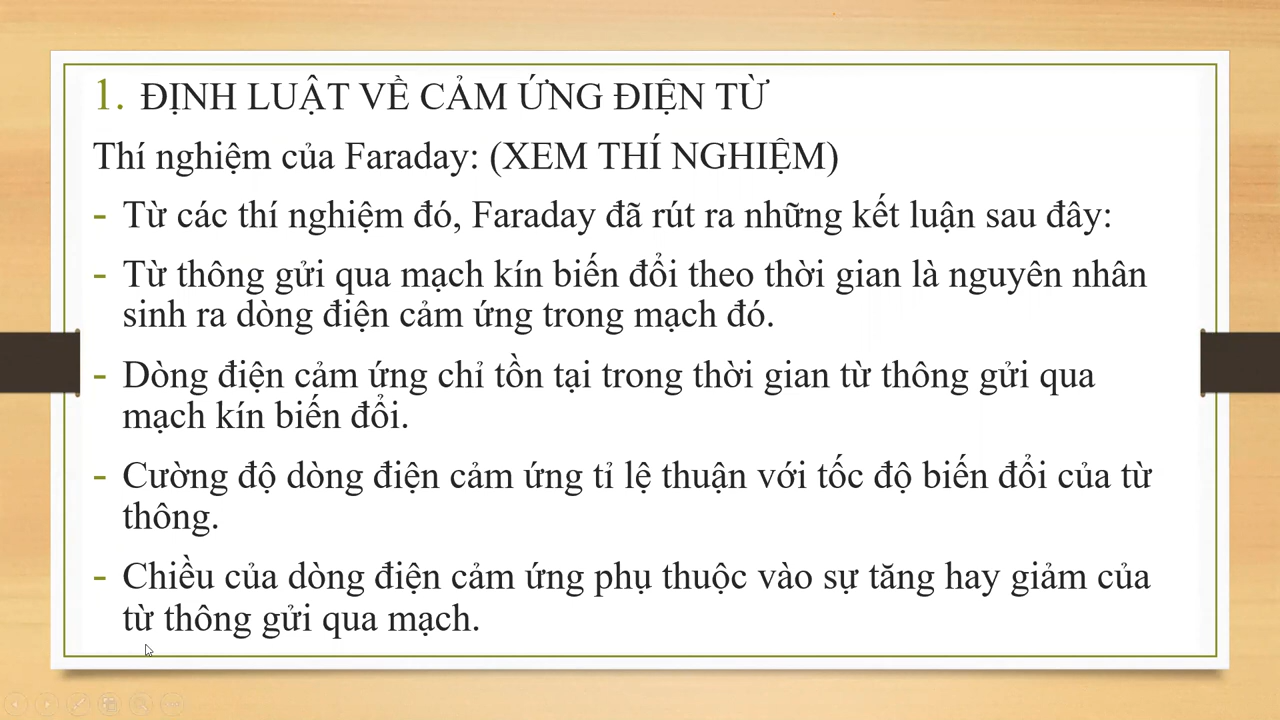 1. ĐỊNH LUẬT VỀ CẢM ỨNG ĐIỆN TỪ
Thí nghiệm của Faraday: (XEM THÍ NGHIỆM)
- Từ các thí nghiệm đó, Faraday đã rút ra những kết luận sau đây:
- Từ thông gửi qua mạch kín biến đổi theo thời gian là nguyên nhân
sinh ra dòng điện cảm ứng trong mạch đó.
- Dòng điện cảm ứng chỉ tồn tại trong thời gian từ thông gửi qua
mạch kín biến đổi.
- Cường độ dòng điện cảm ứng tỉ lệ thuận với tốc độ biến đổi của từ
thông.
- Chiều của dòng điện cảm ứng phụ thuộc vào sự tăng hay giảm của
từ thông gửi qua mạch.